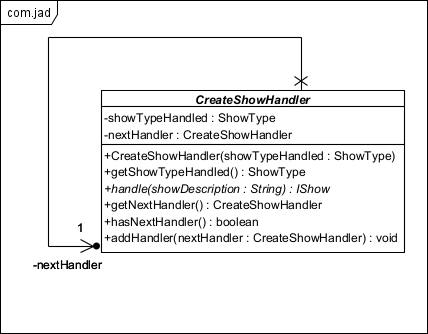 com.jad
CreateShowHandler
-showTypeHandled : ShowType
-nextHandler : CreateShowHandler
+CreateShowHandler(showTypeHandled : ShowType)
+getShowTypeHandled() : ShowType
+handle(showDescription : String) : IShow
+getNextHandler() : CreateShowHandler
+hasNextHandler() : boolean
+addHandler(nextHandler : CreateShowHandler) : void
1
-nextHandler